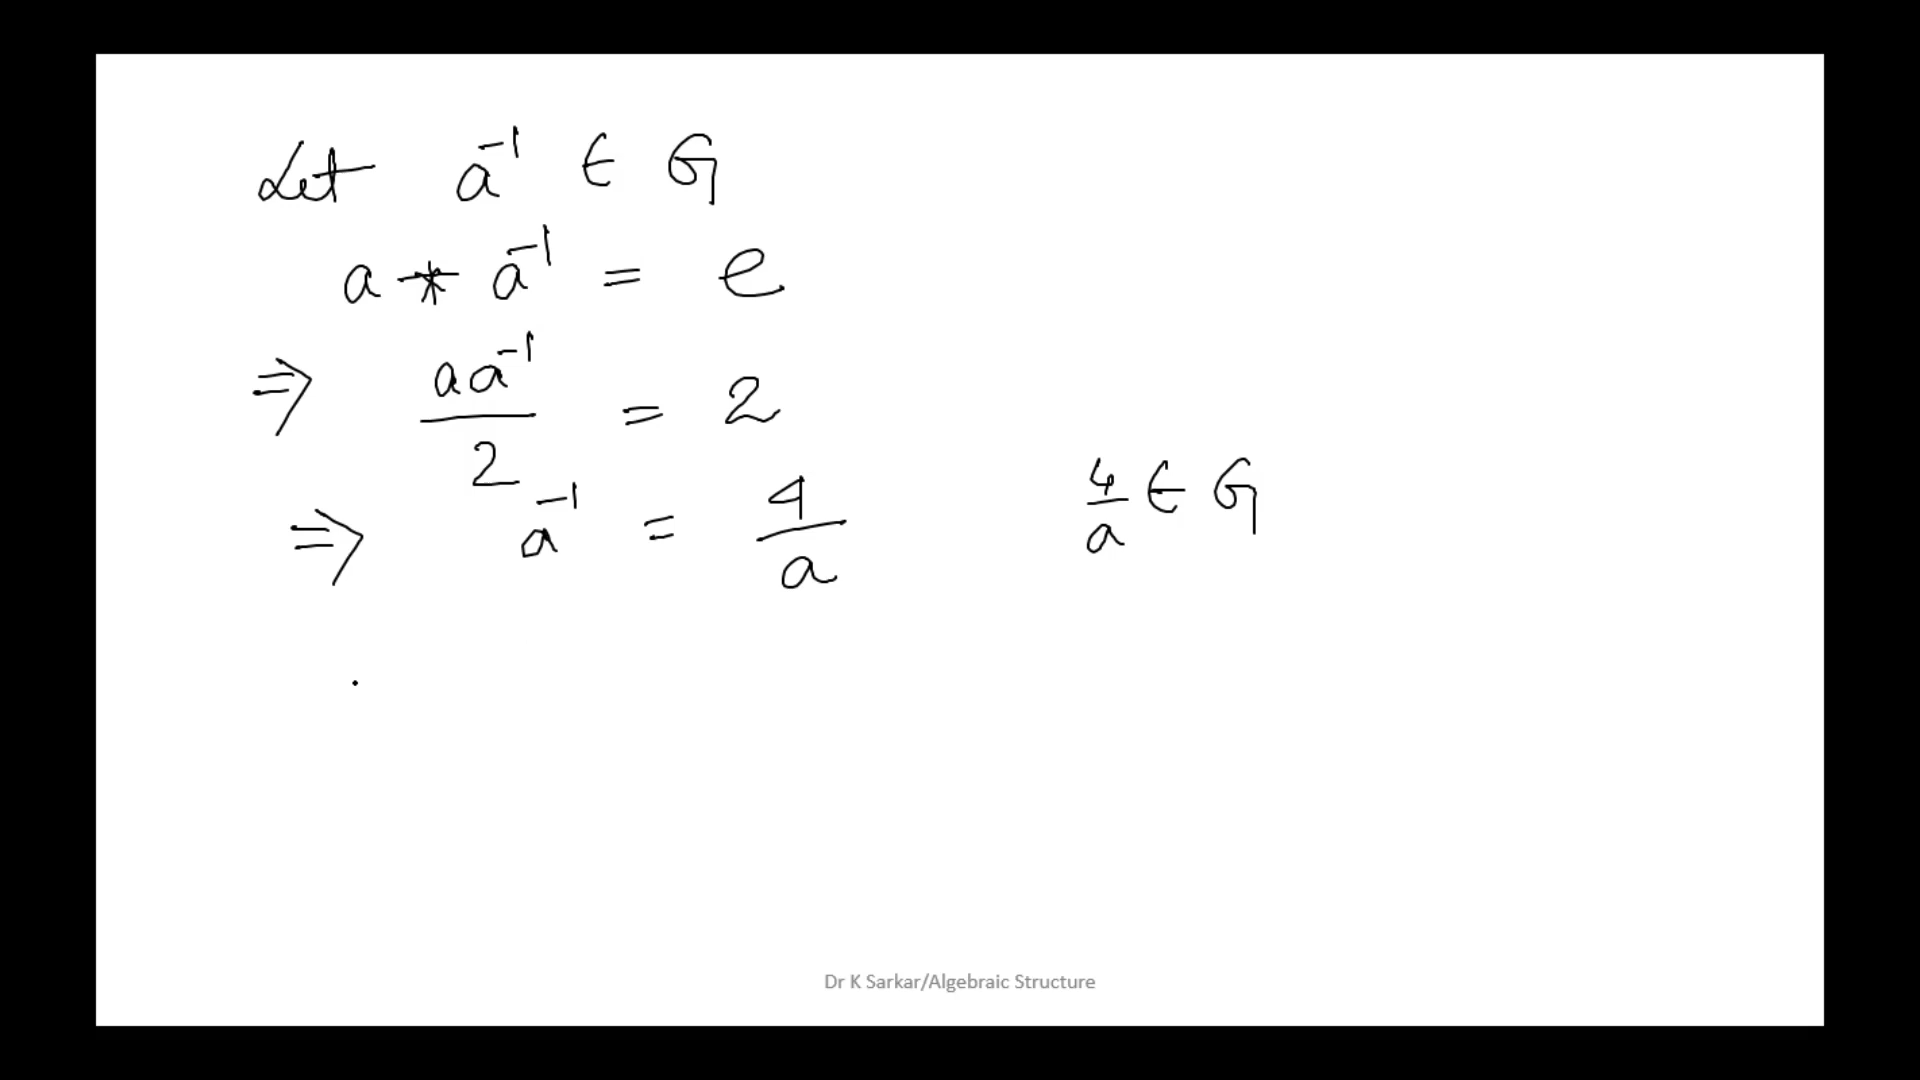 Let a⁻¹ ∈ G
a * a⁻¹ = e
⇒ aa⁻¹/2 = 2
⇒ a⁻¹ = 4/a
4/a ∈ G
Dr K Sarkar/Algebraic Structure